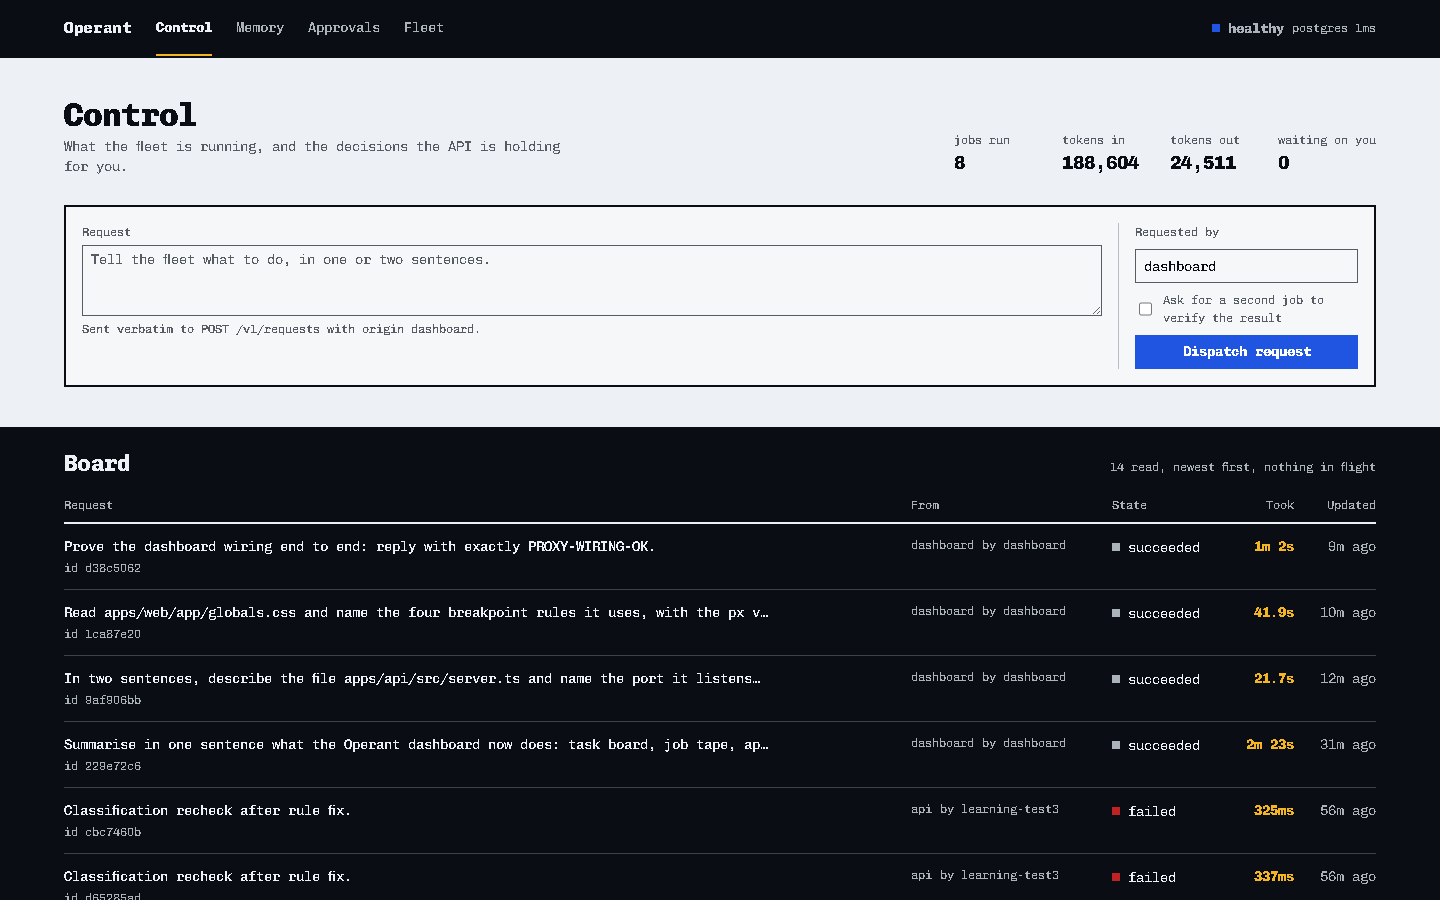 Operant Control Memory Approvals Fleet healthy postgres 1ms
Control
What the fleet is running, and the decisions the API is holding
for you.
jobs run tokens in tokens out waiting on you
8 188,604 24,511 0
Request
Tell the fleet what to do, in one or two sentences.
Sent verbatim to POST /v1/requests with origin dashboard.
Requested by
dashboard
Ask for a second job to
verify the result
Dispatch request
Board
14 read, newest first, nothing in flight
Request From State Took Updated
Prove the dashboard wiring end to end: reply with exactly PROXY-WIRING-OK. dashboard by dashboard succeeded 1m 2s 9m ago
id d38c5062
Read apps/web/app/globals.css and name the four breakpoint rules it uses, with the px v… dashboard by dashboard succeeded 41.9s 10m ago
id 1ca87e20
In two sentences, describe the file apps/api/src/server.ts and name the port it listens… dashboard by dashboard succeeded 21.7s 12m ago
id 9af906bb
Summarise in one sentence what the Operant dashboard now does: task board, job tape, ap… dashboard by dashboard succeeded 2m 23s 31m ago
id 229e72c6
Classification recheck after rule fix. api by learning-test3 failed 325ms 56m ago
id cbc7460b
Classification recheck after rule fix. api by learning-test3 failed 337ms 56m ago
id d65285ad